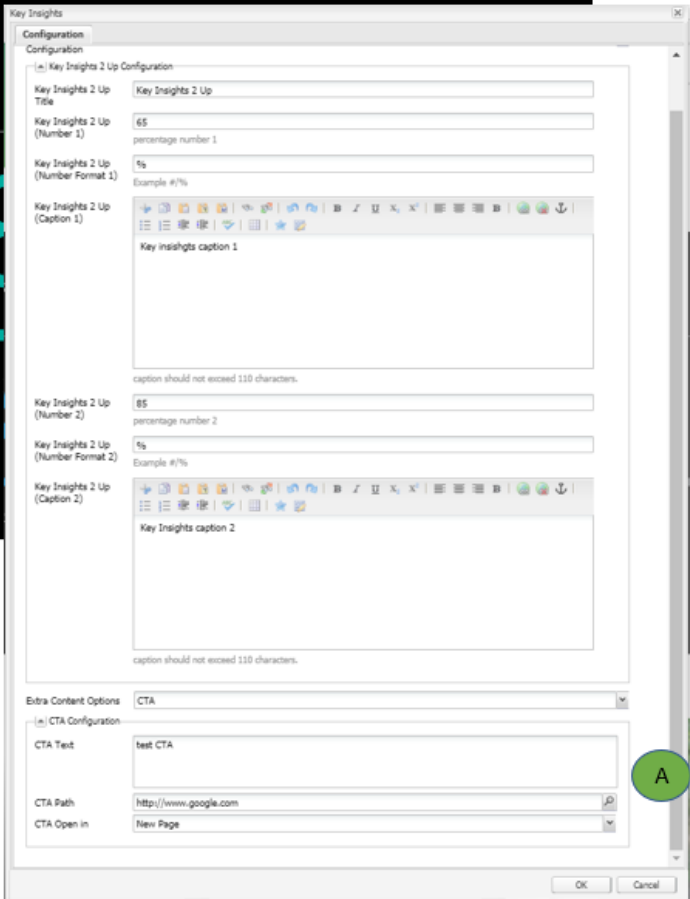 Key Insights
Configuration
Configuration
Key Insights 2 Up Configuration
Key Insights 2 Up
Title
Key Insights 2 Up
Key Insights 2 Up
(Number 1)
65
percentage number 1
Key Insights 2 Up
(Number Format 1)
%
Example #/%
Key Insights 2 Up
(Caption 1)
B I U X, X²
B
Key insishgts caption 1
caption should not exceed 110 characters.
Key Insights 2 Up
(Number 2)
85
percentage number 2
Key Insights 2 Up
(Number Format 2)
%
Example #/%
Key Insights 2 Up
(Caption 2)
B I U X, X²
B
Key Insights caption 2
caption should not exceed 110 characters.
Extra Content Options
CTA
CTA Configuration
CTA Text
test CTA
A
CTA Path
http://www.google.com
CTA Open in
New Page
OK
Cancel